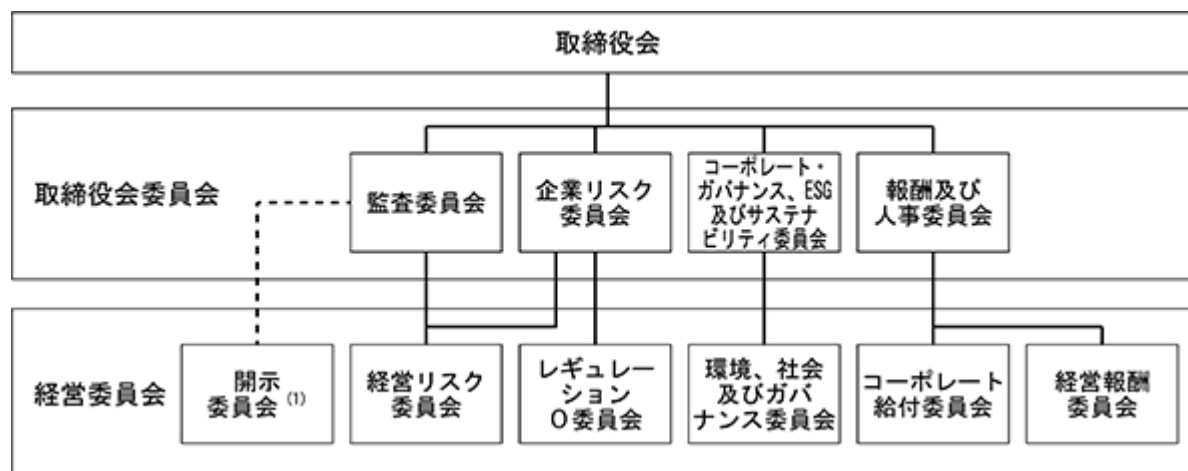 取締役会
取締役会委員会
監査委員会
企業リスク
委員会
コーポレート・
ガバナンス、ESG
及びサステナ
ビリティ委員会
報酬及び
人事委員会
経営委員会
開示
委員会 (1)
経営リスク
委員会
レギュレー
ション
O委員会
環境、社会
及びガバ
ナンス委員会
コーポレート
給付委員会
経営報酬
委員会